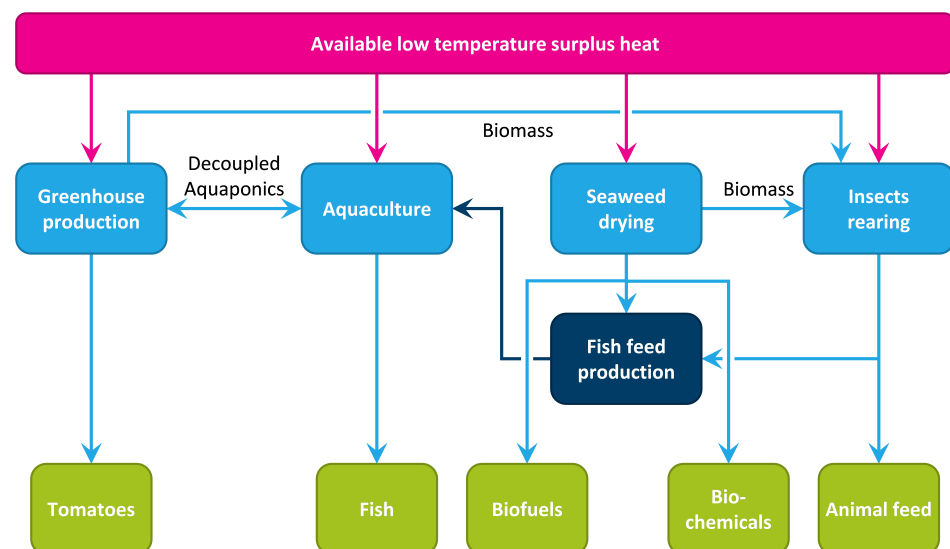 Available low temperature surplus heat
Biomass
Decoupled
Aquaponics
Greenhouse
production
Aquaculture
Seaweed
drying
Biomass
Insects
rearing
Fish feed
production
Tomatoes
Fish
Biofuels
Bio-
chemicals
Animal feed